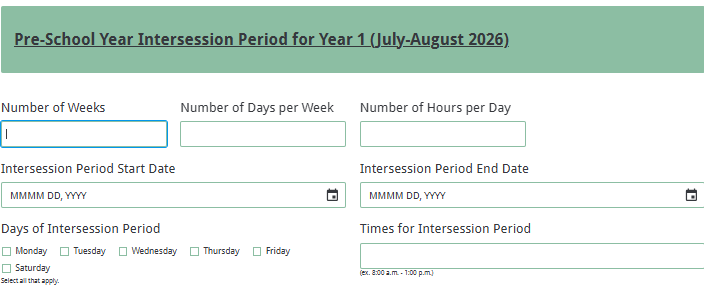 Pre-School Year Intersession Period for Year 1 (July-August 2026)
Number of Weeks Number of Days per Week Number of Hours per Day
Intersession Period Start Date Intersession Period End Date
MMMM DD, YYYY MMMM DD, YYYY
Days of Intersession Period Times for Intersession Period
Monday Tuesday Wednesday Thursday Friday
Saturday
Select all that apply.
(ex. 8:00 a.m. - 1:00 p.m.)